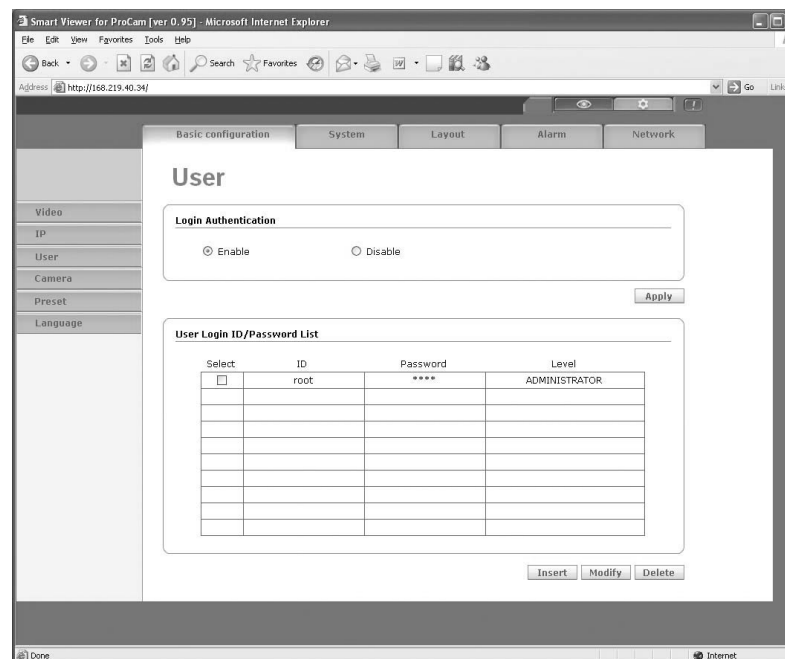 Smart Viewer for ProCam [ver 0.95] - Microsoft Internet Explorer
File Edit View Favorites Tools Help
Back Search Favorites
Address http://168.219.40.34/ Go Link
Basic configuration System Layout Alarm Network
User
Video
IP
User
Camera
Preset
Language
Login Authentication
Enable Disable
Apply
User Login ID/Password List
Select ID Password Level
root **** ADMINISTRATOR
Insert Modify Delete
Done Internet